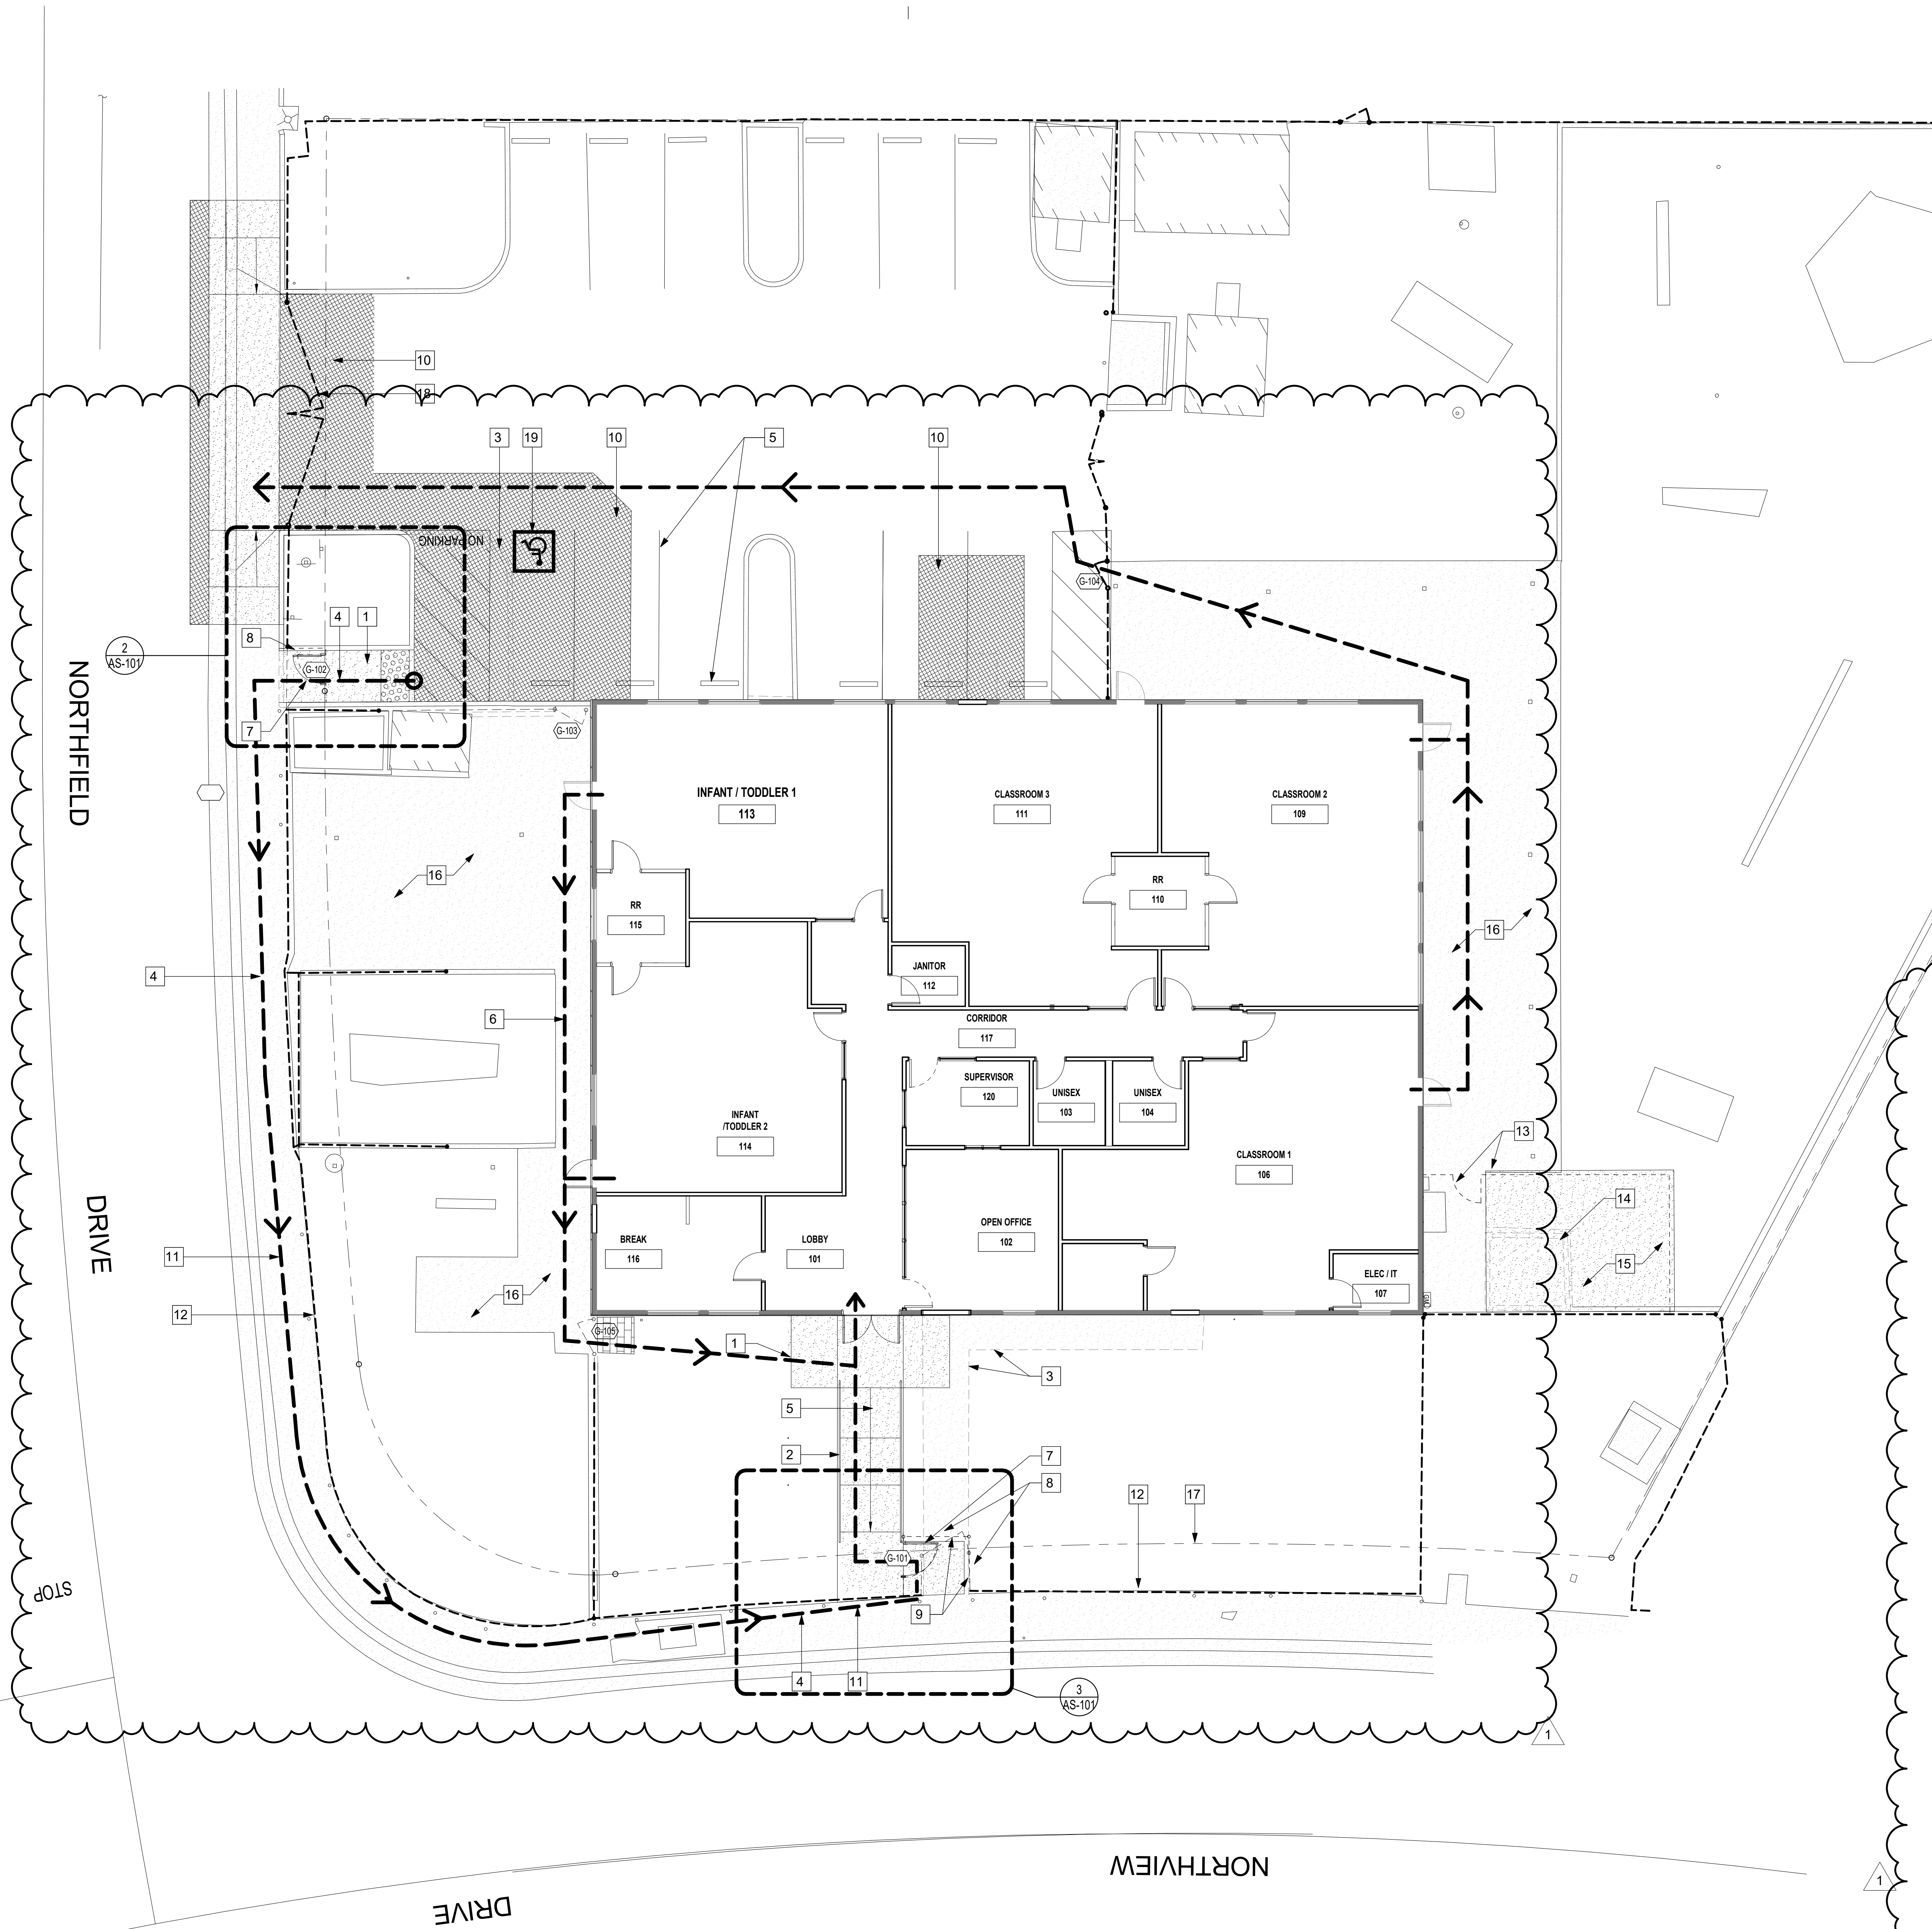 10
18
3
19
10
5
10
NO PARKING
G-104
4
1
8
2
AS-101
G-102
7
G-103
NORTHFIELD
INFANT / TODDLER 1
113
CLASSROOM 3
111
CLASSROOM 2
109
16
RR
115
RR
110
16
4
JANITOR
112
6
CORRIDOR
117
SUPERVISOR
120
UNISEX
103
UNISEX
104
INFANT
/TODDLER 2
114
CLASSROOM 1
106
13
14
DRIVE
11
BREAK
116
LOBBY
101
OPEN OFFICE
102
15
ELEC / IT
107
16
12
G-105
1
3
5
2
7
8
12
17
G-101
STOP
9
4
11
3
AS-101
1
NORTHVIEW
1
DRIVE